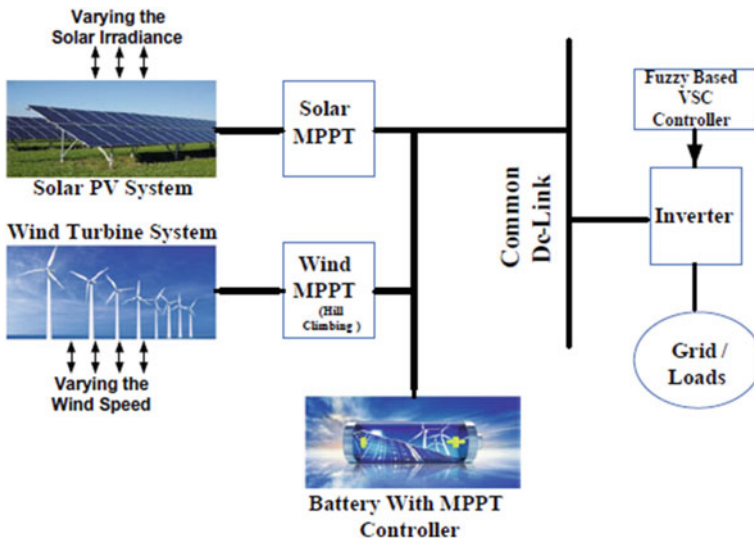 Varying the
Solar Irradiance
Solar PV System
Solar
MPPT
Wind Turbine System
Wind
MPPT
(Hill
Climbing )
Varying the
Wind Speed
Battery With MPPT
Controller
Common
Dc-Link
Fuzzy Based
VSC
Controller
Inverter
Grid /
Loads